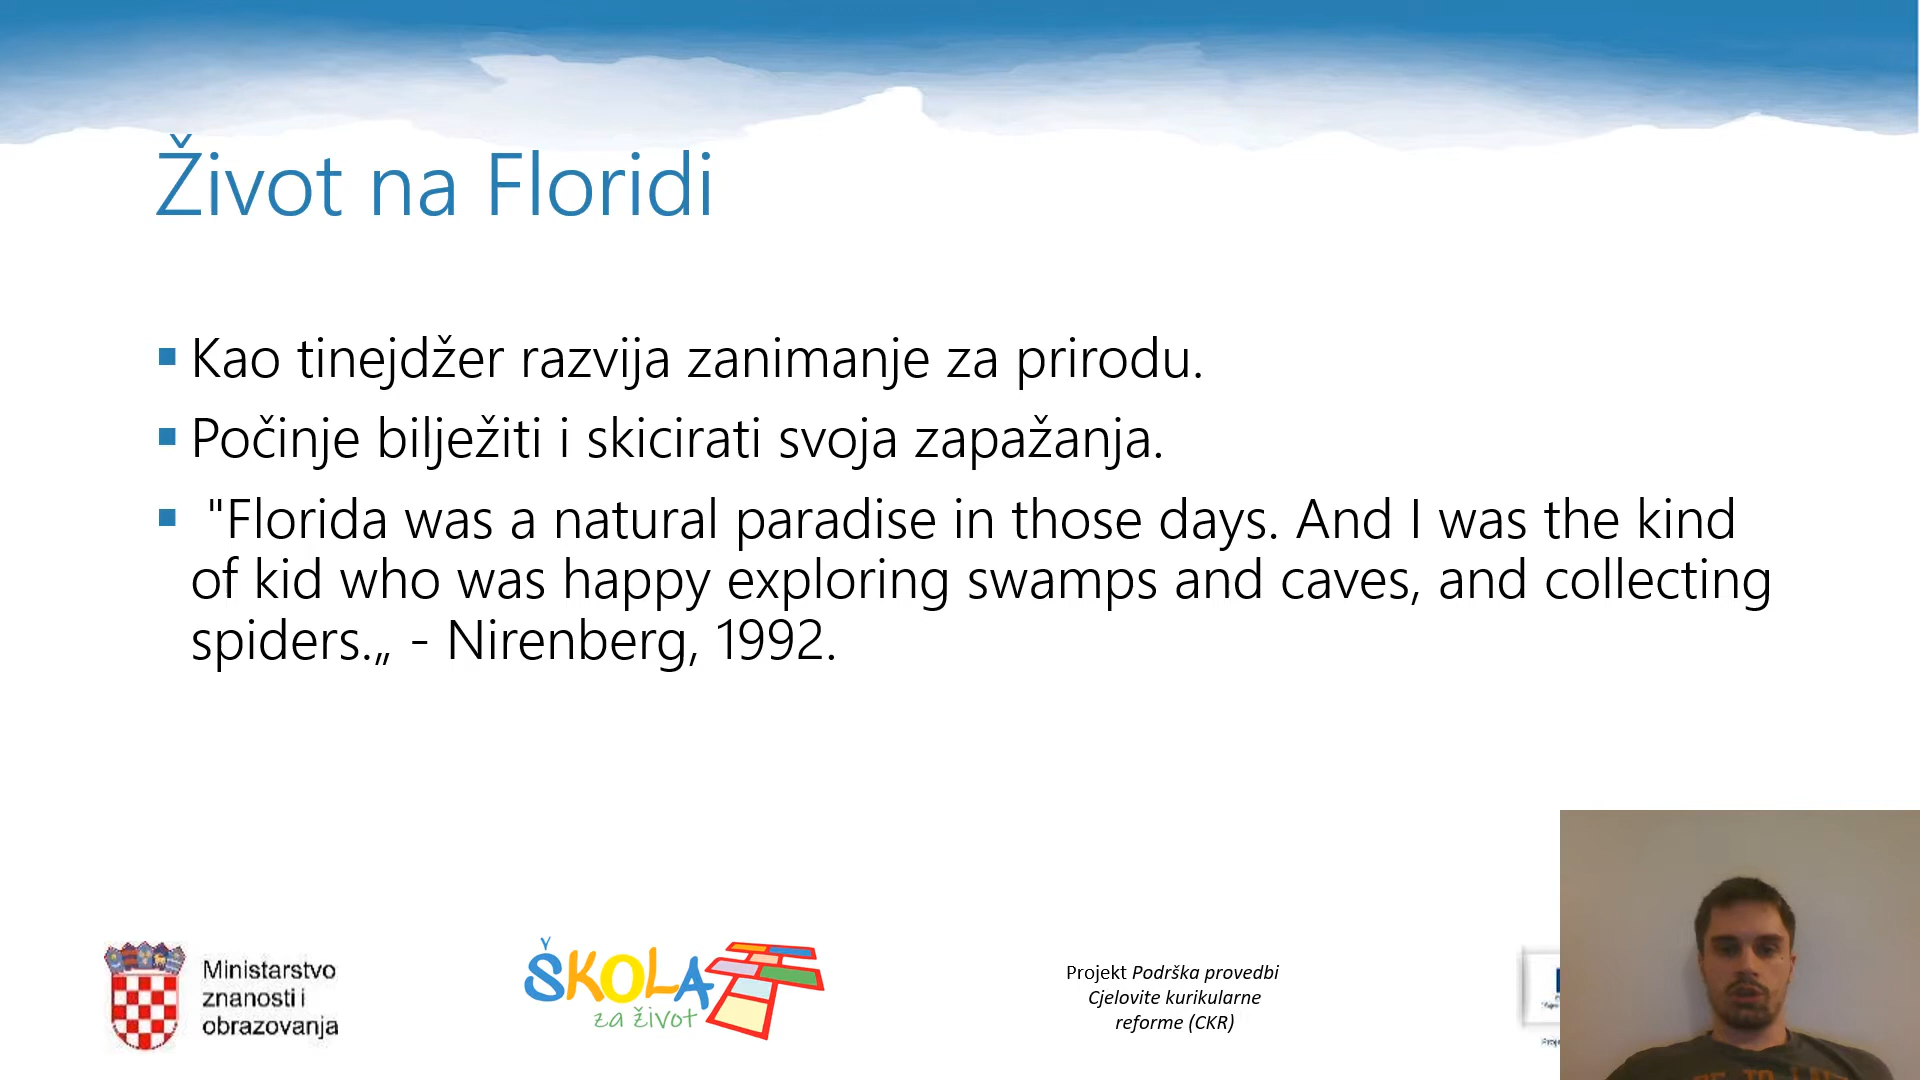 Život na Floridi
Kao tinejdžer razvija zanimanje za prirodu.
Počinje bilježiti i skicirati svoja zapažanja.
"Florida was a natural paradise in those days. And I was the kind
of kid who was happy exploring swamps and caves, and collecting
spiders.„ - Nirenberg, 1992.
Ministarstvo
znanosti i
obrazovanja
ŠKOLA
za život
Projekt Podrška provedbi
Cjelovite kurikularne
reforme (CKR)